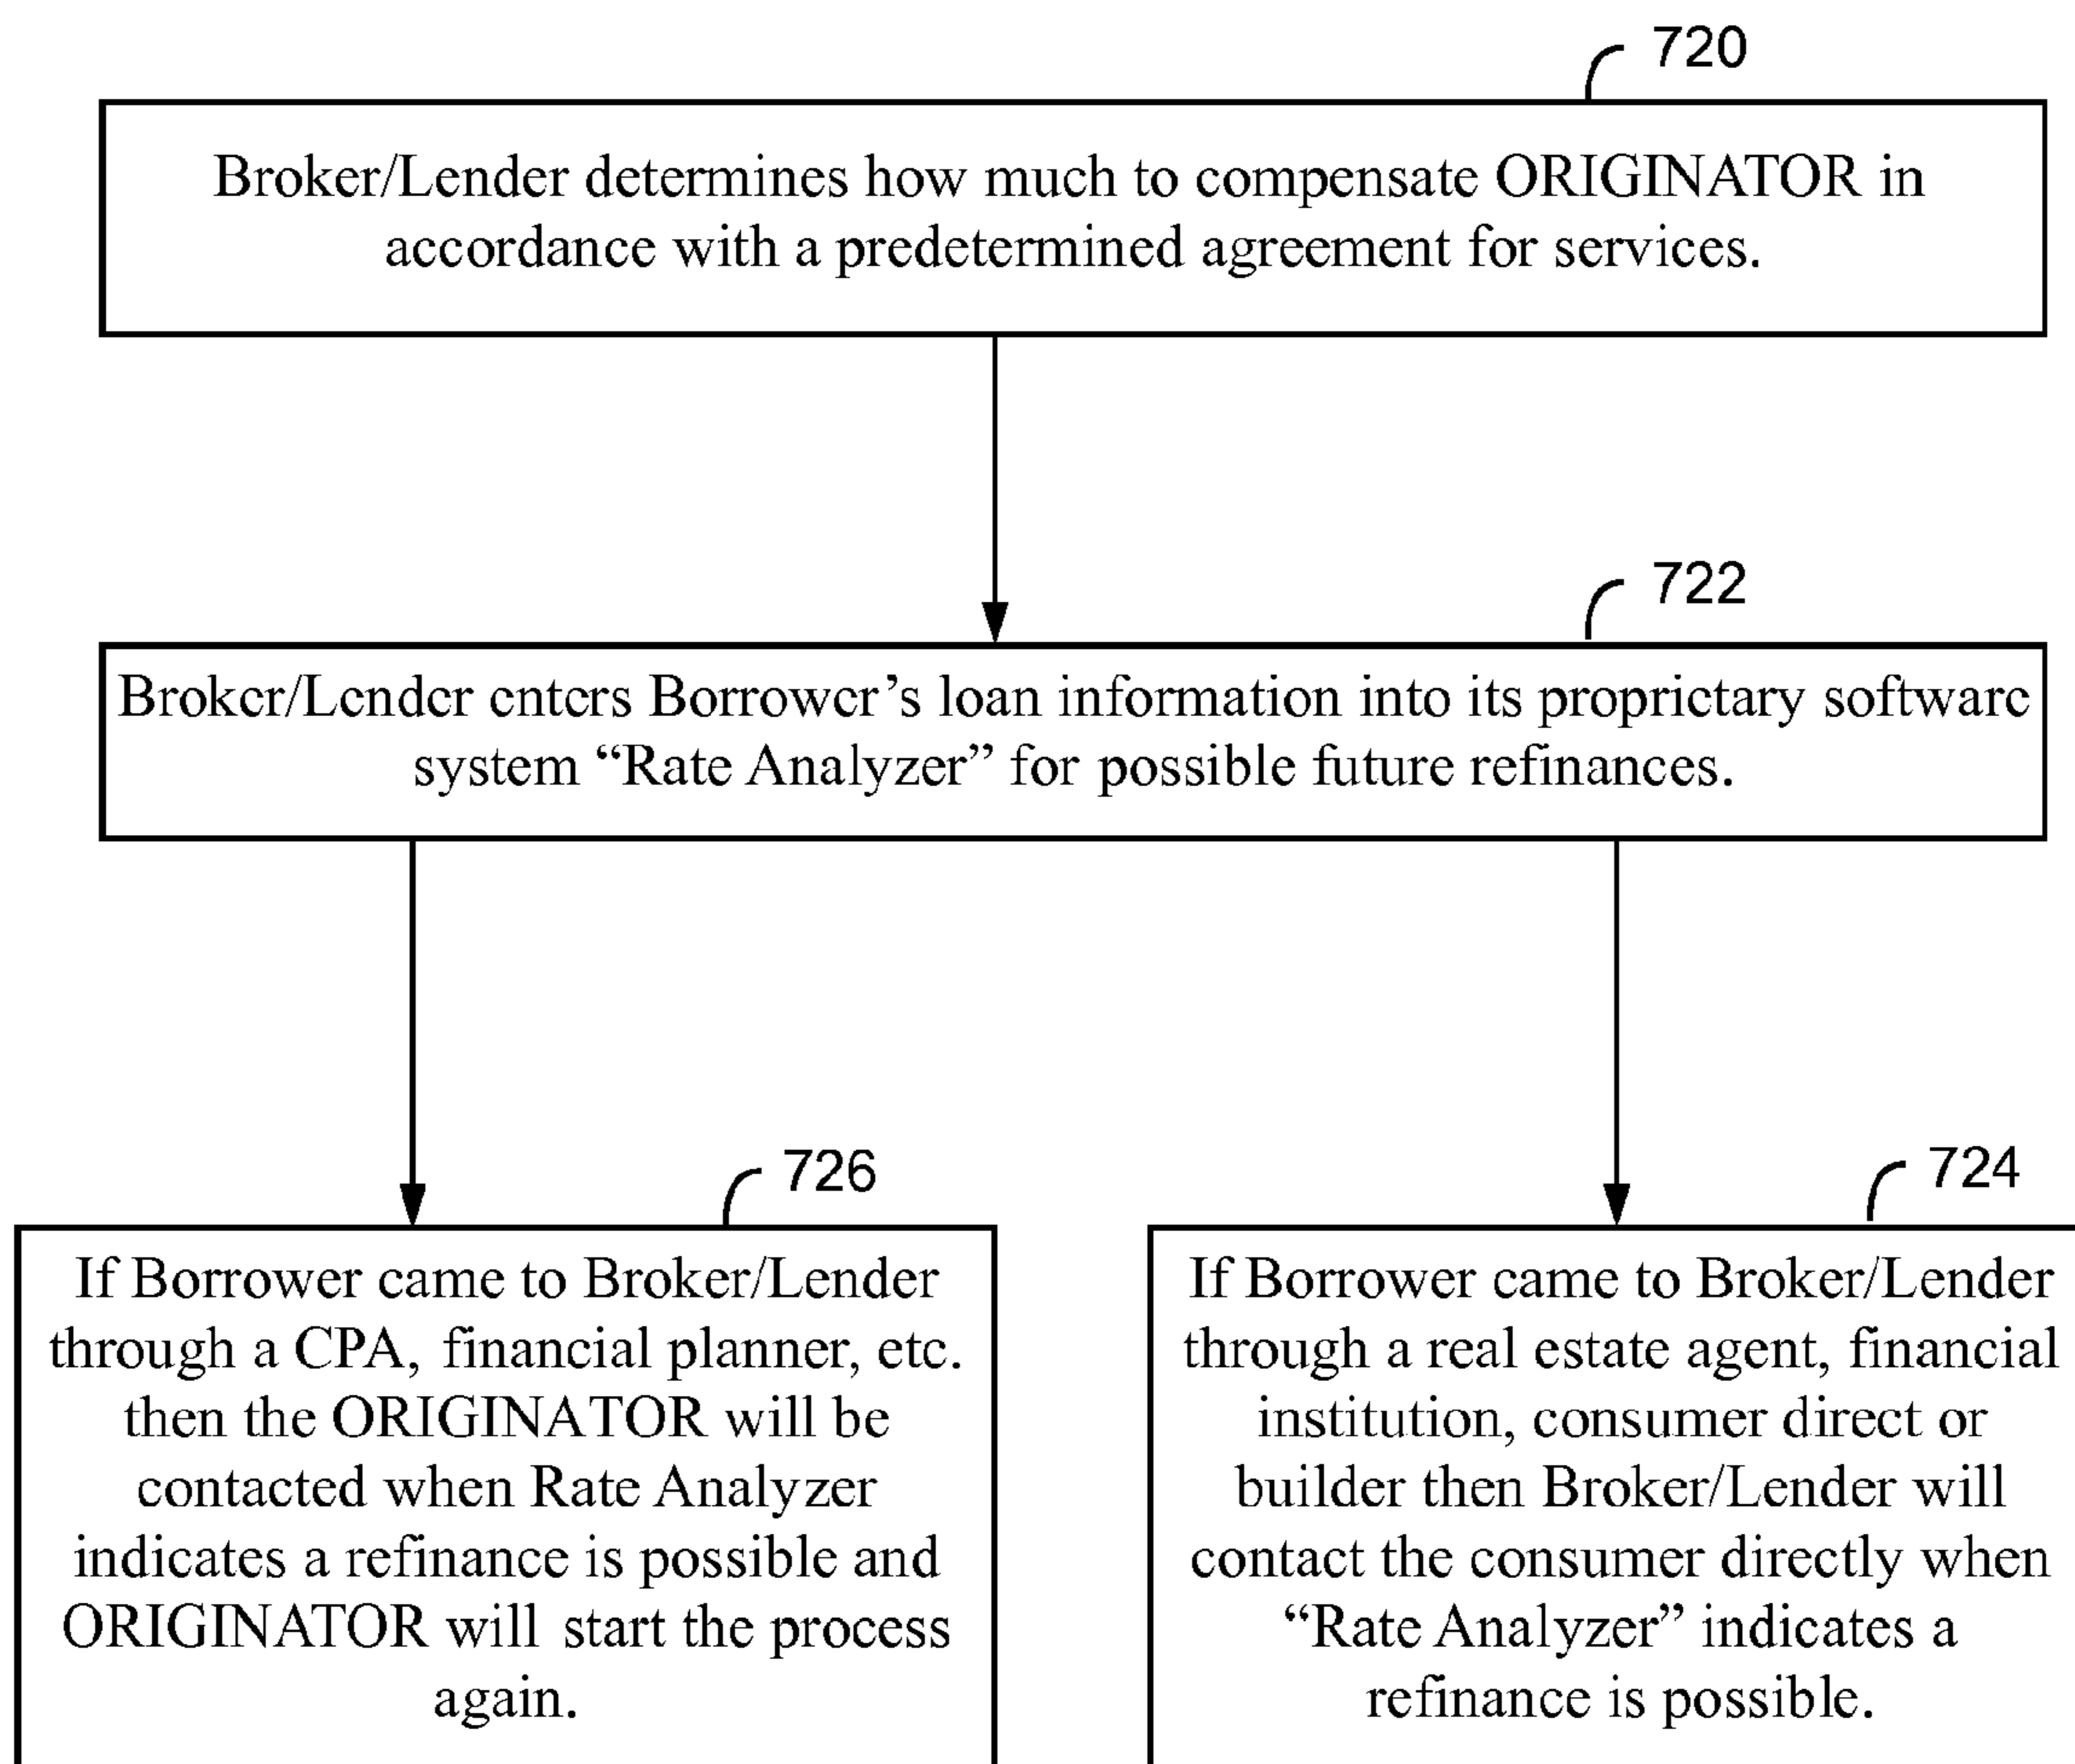 720
Broker/Lender determines how much to compensate ORIGINATOR in
accordance with a predetermined agreement for services.
722
Broker/Lender enters Borrower’s loan information into its proprietary software
system “Rate Analyzer” for possible future refinances.
726
If Borrower came to Broker/Lender
through a CPA, financial planner, etc.
then the ORIGINATOR will be
contacted when Rate Analyzer
indicates a refinance is possible and
ORIGINATOR will start the process
again.
724
If Borrower came to Broker/Lender
through a real estate agent, financial
institution, consumer direct or
builder then Broker/Lender will
contact the consumer directly when
“Rate Analyzer” indicates a
refinance is possible.